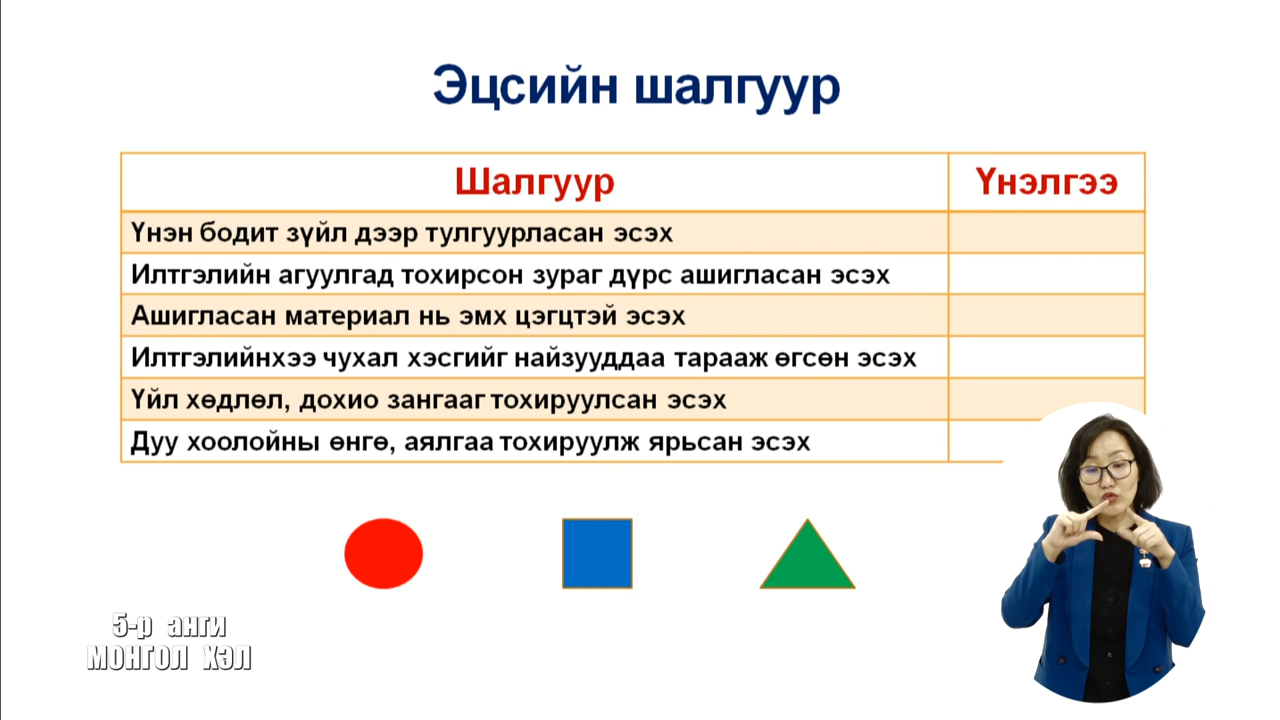 Эцсийн шалгуур
Шалгуур Үнэлгээ
Үнэн бодит зүйл дээр тулгуурласан эсэх
Илтгэлийн агуулгад тохирсон зураг дүрс ашигласан эсэх
Ашигласан материал нь эмх цэгцтэй эсэх
Илтгэлийнхээ чухал хэсгийг найзууддаа тарааж өгсөн эсэх
Үйл хөдлөл, дохио зангааг тохируулсан эсэх
Дуу хоолойны өнгө, аялгаа тохируулж ярьсан эсэх
5-р анги
МОНГОЛ ХЭЛ